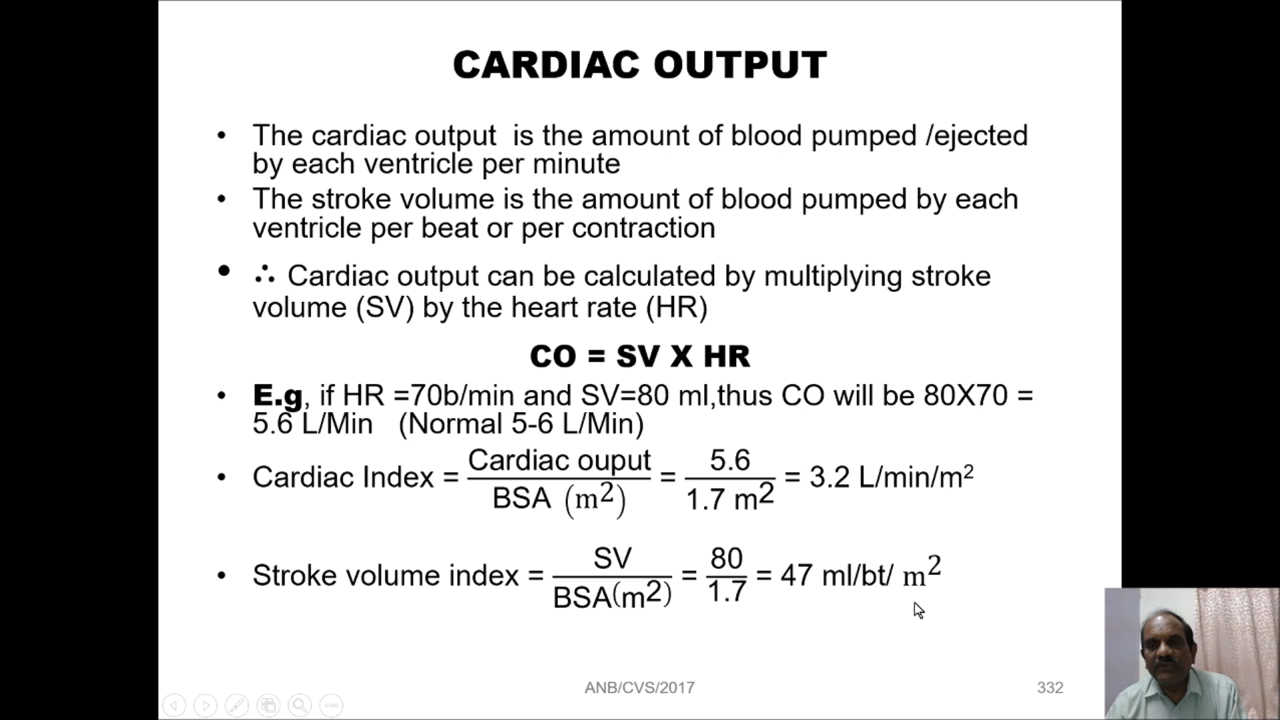 CARDIAC OUTPUT
• The cardiac output is the amount of blood pumped /ejected
by each ventricle per minute
• The stroke volume is the amount of blood pumped by each
ventricle per beat or per contraction
• ∴ Cardiac output can be calculated by multiplying stroke
volume (SV) by the heart rate (HR)
CO = SV X HR
• E.g, if HR =70b/min and SV=80 ml,thus CO will be 80X70 =
5.6 L/Min (Normal 5-6 L/Min)
• Cardiac Index = Cardiac ouput / BSA (m²) = 5.6 / 1.7 m² = 3.2 L/min/m²
• Stroke volume index = SV / BSA(m²) = 80 / 1.7 = 47 ml/bt/ m²
ANB/CVS/2017
332